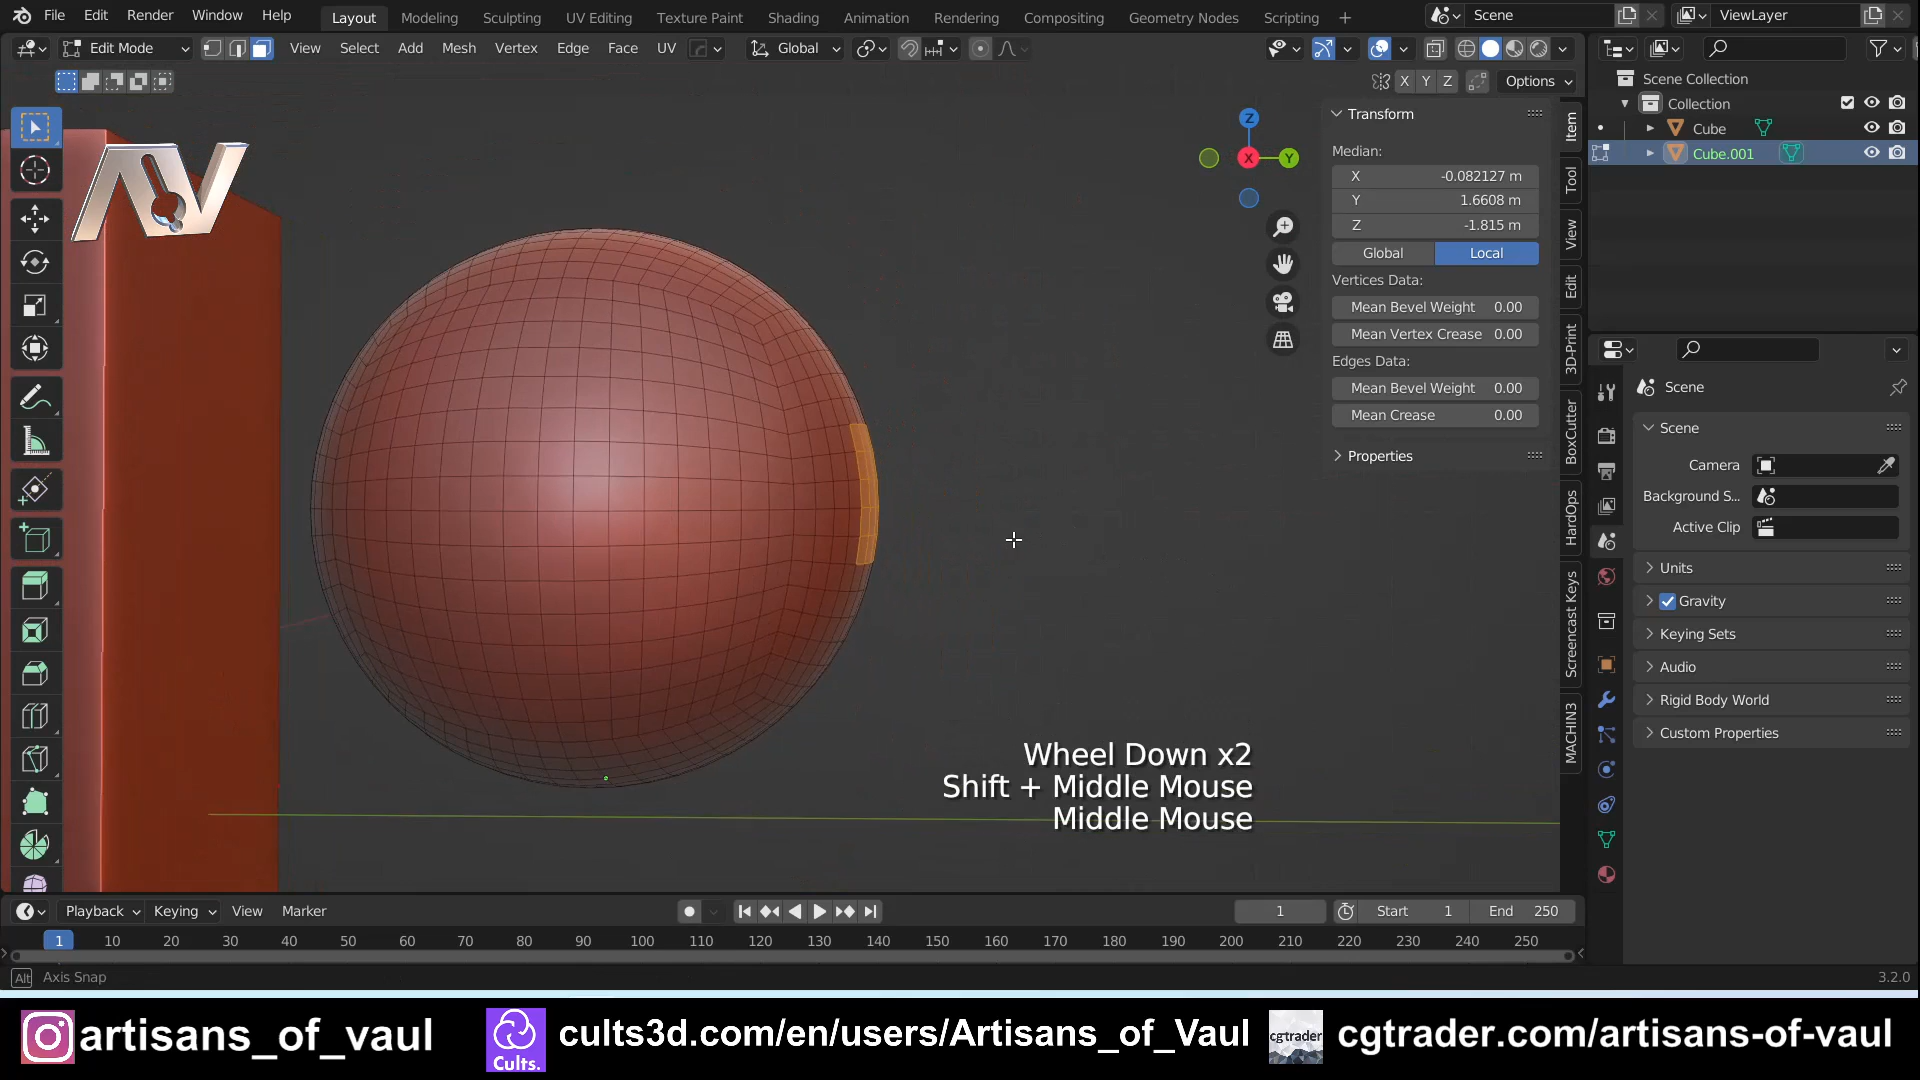 File Edit Render Window Help
Layout Modeling Sculpting UV Editing Texture Paint Shading Animation Rendering Compositing Geometry Nodes Scripting +
Scene
ViewLayer
Edit Mode View Select Add Mesh Vertex Edge Face UV Global
X Y Z Options
AV
Z
X Y
Transform
Median:
X -0.082127 m
Y 1.6608 m
Z -1.815 m
Global Local
Vertices Data:
Mean Bevel Weight 0.00
Mean Vertex Crease 0.00
Edges Data:
Mean Bevel Weight 0.00
Mean Crease 0.00
Properties
Item
Tool
View
Edit
3D-Print
BoxCutter
HardOps
Screencast Keys
MACHIN3
Scene Collection
Collection
Cube
Cube.001
Scene
Scene
Camera
Background S...
Active Clip
Units
Gravity
Keying Sets
Audio
Rigid Body World
Custom Properties
Wheel Down x2
Shift + Middle Mouse
Middle Mouse
Playback Keying View Marker
1 Start 1 End 250
1 10 20 30 40 50 60 70 80 90 100 110 120 130 140 150 160 170 180 190 200 210 220 230 240 250
Alt Axis Snap
3.2.0
artisans_of_vaul
Cults.
cults3d.com/en/users/Artisans_of_Vaul
cgtrader
cgtrader.com/artisans-of-vaul